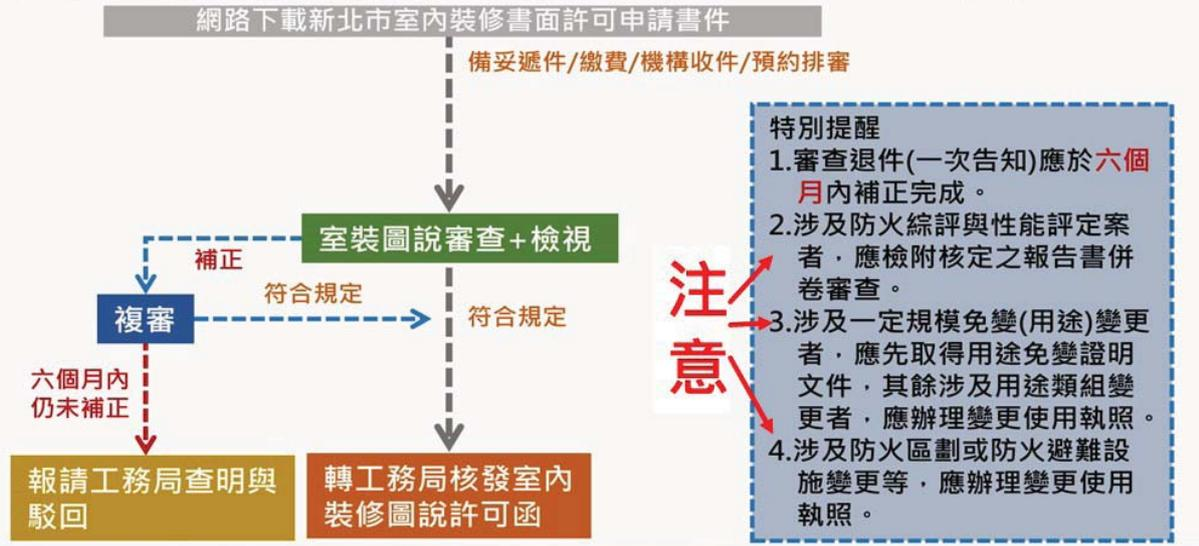 網路下載新北市室內裝修書面許可申請書件
備妥遞件/繳費/機構收件/預約排審
室裝圖說審查+檢視
補正
複審
符合規定
符合規定
六個月內
仍未補正
報請工務局查明與
駁回
轉工務局核發室內
裝修圖說許可函
注
意
特別提醒
1.審查退件(一次告知)應於六個
月內補正完成。
2.涉及防火綜評與性能評定案
者，應檢附核定之報告書併
卷審查。
3.涉及一定規模免變(用途)變更
者，應先取得用途免變證明
文件，其餘涉及用途類組變
更者，應辦理變更使用執照。
4.涉及防火區劃或防火避難設
施變更等，應辦理變更使用
執照。